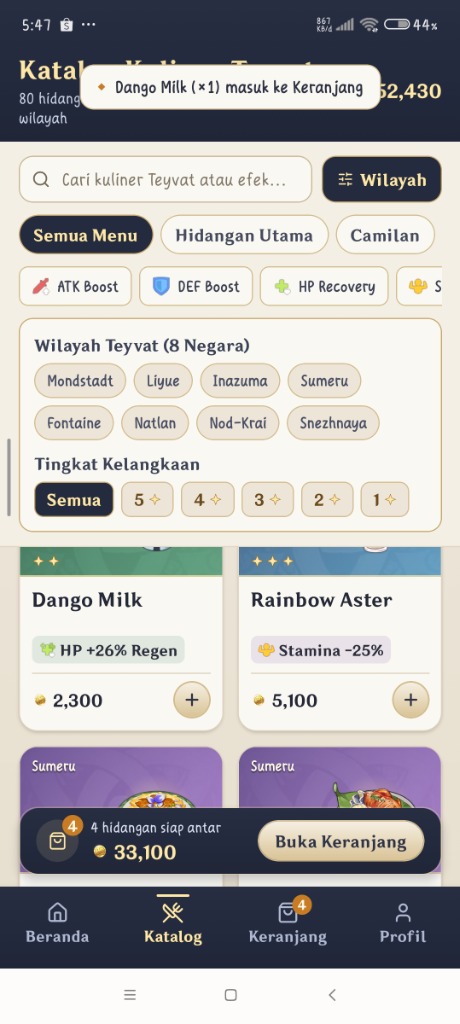 5:47
867 KB/d
44%
Dango Milk (×1) masuk ke Keranjang
52,430
80 hidang
wilayah
Cari kuliner Teyvat atau efek...
Wilayah
Semua Menu
Hidangan Utama
Camilan
ATK Boost
DEF Boost
HP Recovery
S
Wilayah Teyvat (8 Negara)
Mondstadt
Liyue
Inazuma
Sumeru
Fontaine
Natlan
Nod-Krai
Snezhnaya
Tingkat Kelangkaan
Semua
5
4
3
2
1
Dango Milk
Rainbow Aster
HP +26% Regen
Stamina -25%
2,300
+
5,100
+
Sumeru
Sumeru
4
4 hidangan siap antar
33,100
Buka Keranjang
Beranda
Katalog
4
Keranjang
Profil